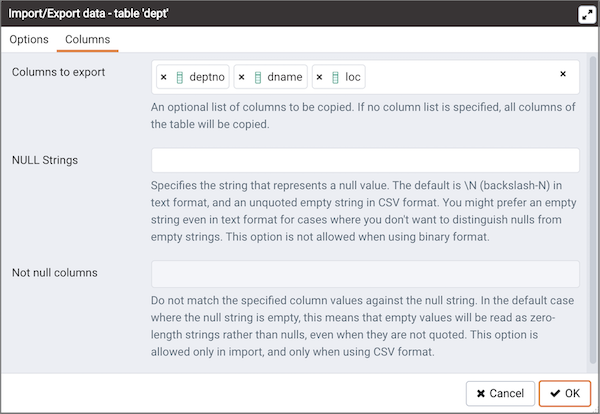 Import/Export data - table 'dept'
Options Columns
Columns to export
× deptno × dname × loc ×
An optional list of columns to be copied. If no column list is specified, all columns of
the table will be copied.
NULL Strings
Specifies the string that represents a null value. The default is \N (backslash-N) in
text format, and an unquoted empty string in CSV format. You might prefer an empty
string even in text format for cases where you don't want to distinguish nulls from
empty strings. This option is not allowed when using binary format.
Not null columns
Do not match the specified column values against the null string. In the default case
where the null string is empty, this means that empty values will be read as zero-
length strings rather than nulls, even when they are not quoted. This option is
allowed only in import, and only when using CSV format.
× Cancel ✔ OK